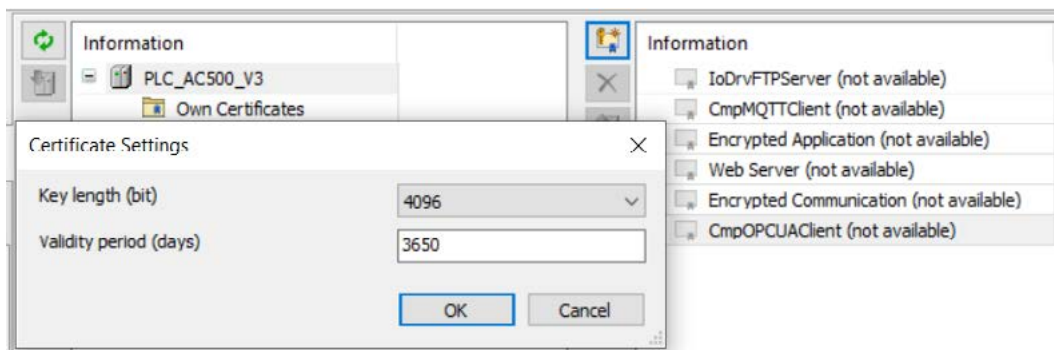 Information
PLC_AC500_V3
Own Certificates
Certificate Settings
Key length (bit)
4096
Validity period (days)
3650
OK
Cancel
Information
IoDrvFTPServer (not available)
CmpMQTTClient (not available)
Encrypted Application (not available)
Web Server (not available)
Encrypted Communication (not available)
CmpOPCUAClient (not available)